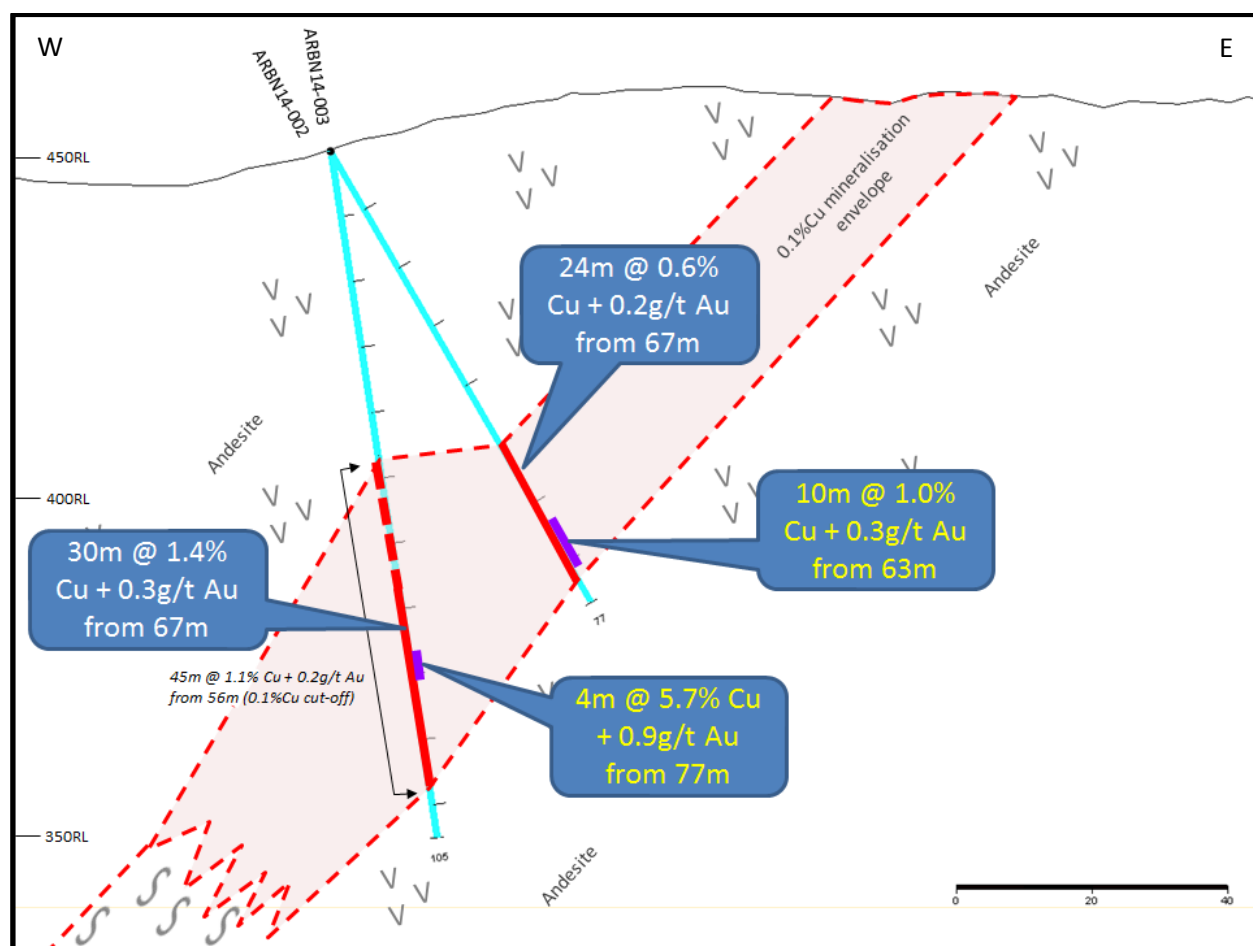 W
E
ARBN14-003
ARBN14-002
450RL
0.1%Cu mineralisation
envelope
Andesite
24m @ 0.6%
Cu + 0.2g/t Au
from 67m
Andesite
400RL
10m @ 1.0%
Cu + 0.3g/t Au
from 63m
30m @ 1.4%
Cu + 0.3g/t Au
from 67m
77
45m @ 1.1% Cu + 0.2g/t Au
from 56m (0.1%Cu cut-off)
4m @ 5.7% Cu
+ 0.9g/t Au
from 77m
350RL
105
Andesite
0
20
40